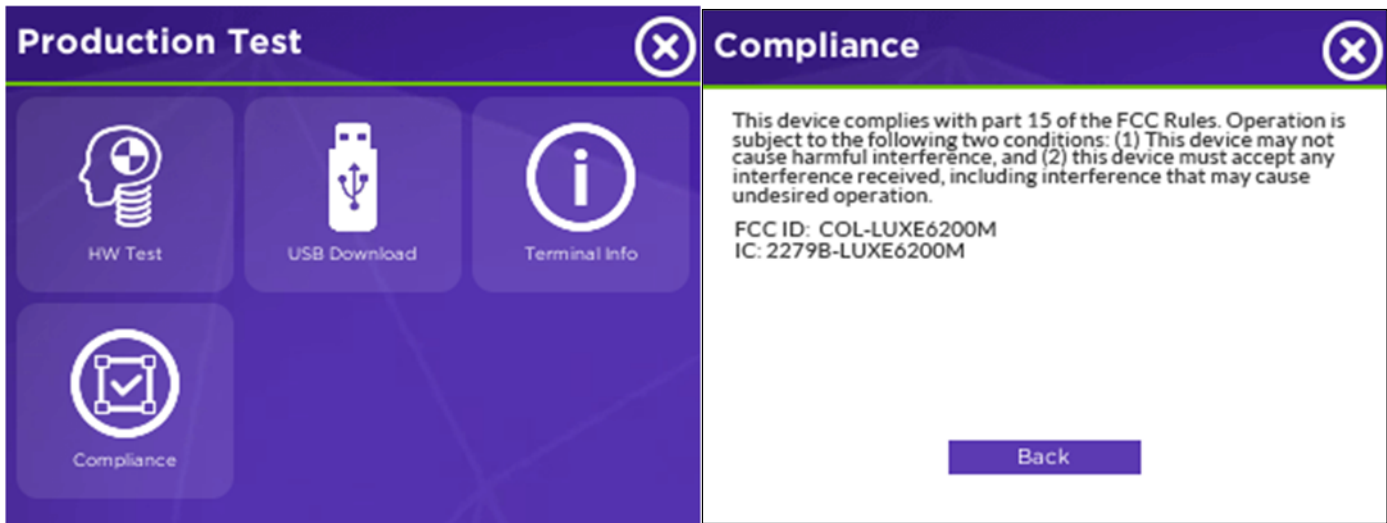 Production Test
HW Test
USB Download
Terminal Info
Compliance
Compliance
This device complies with part 15 of the FCC Rules. Operation is
subject to the following two conditions: (1) This device may not
cause harmful interference, and (2) this device must accept any
interference received, including interference that may cause
undesired operation.
FCC ID: COL-LUXE6200M
IC: 2279B-LUXE6200M
Back